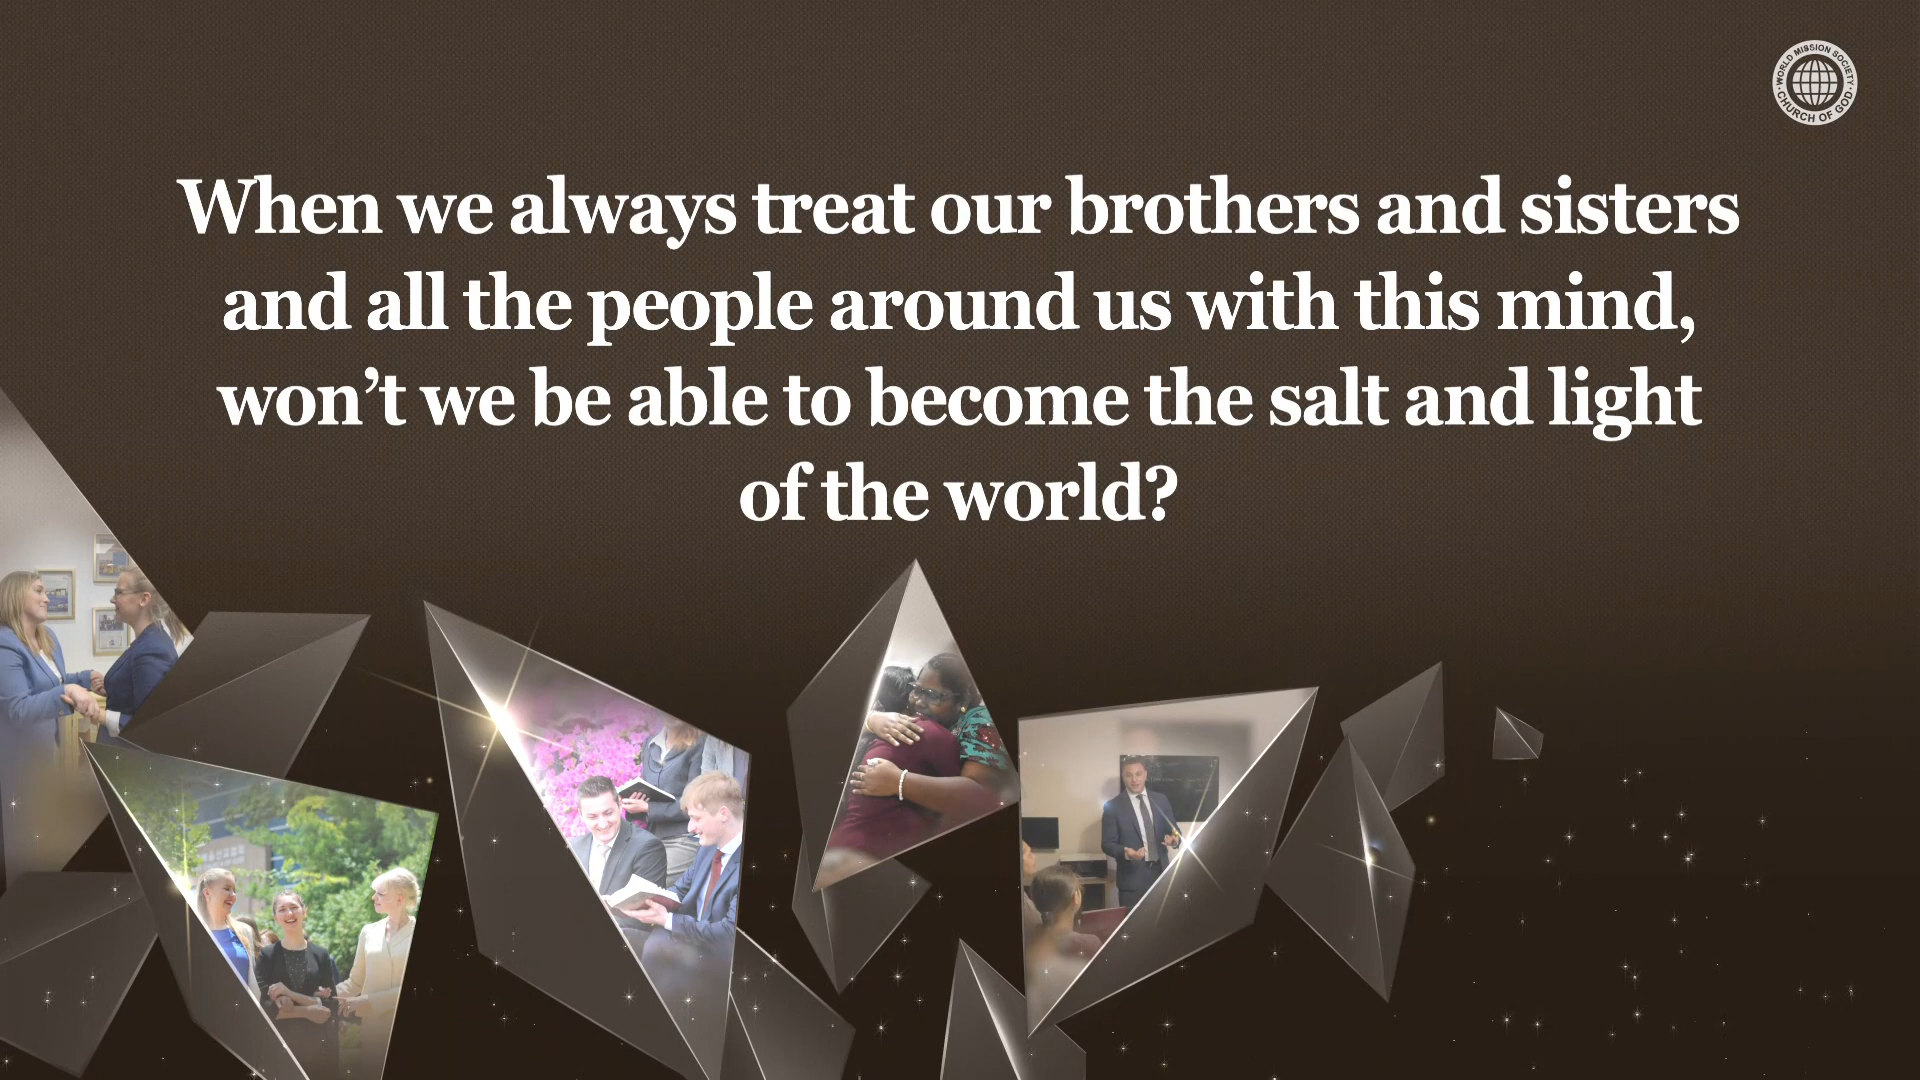 WORLD MISSION SOCIETY
CHURCH OF GOD
When we always treat our brothers and sisters
and all the people around us with this mind,
won’t we be able to become the salt and light
of the world?